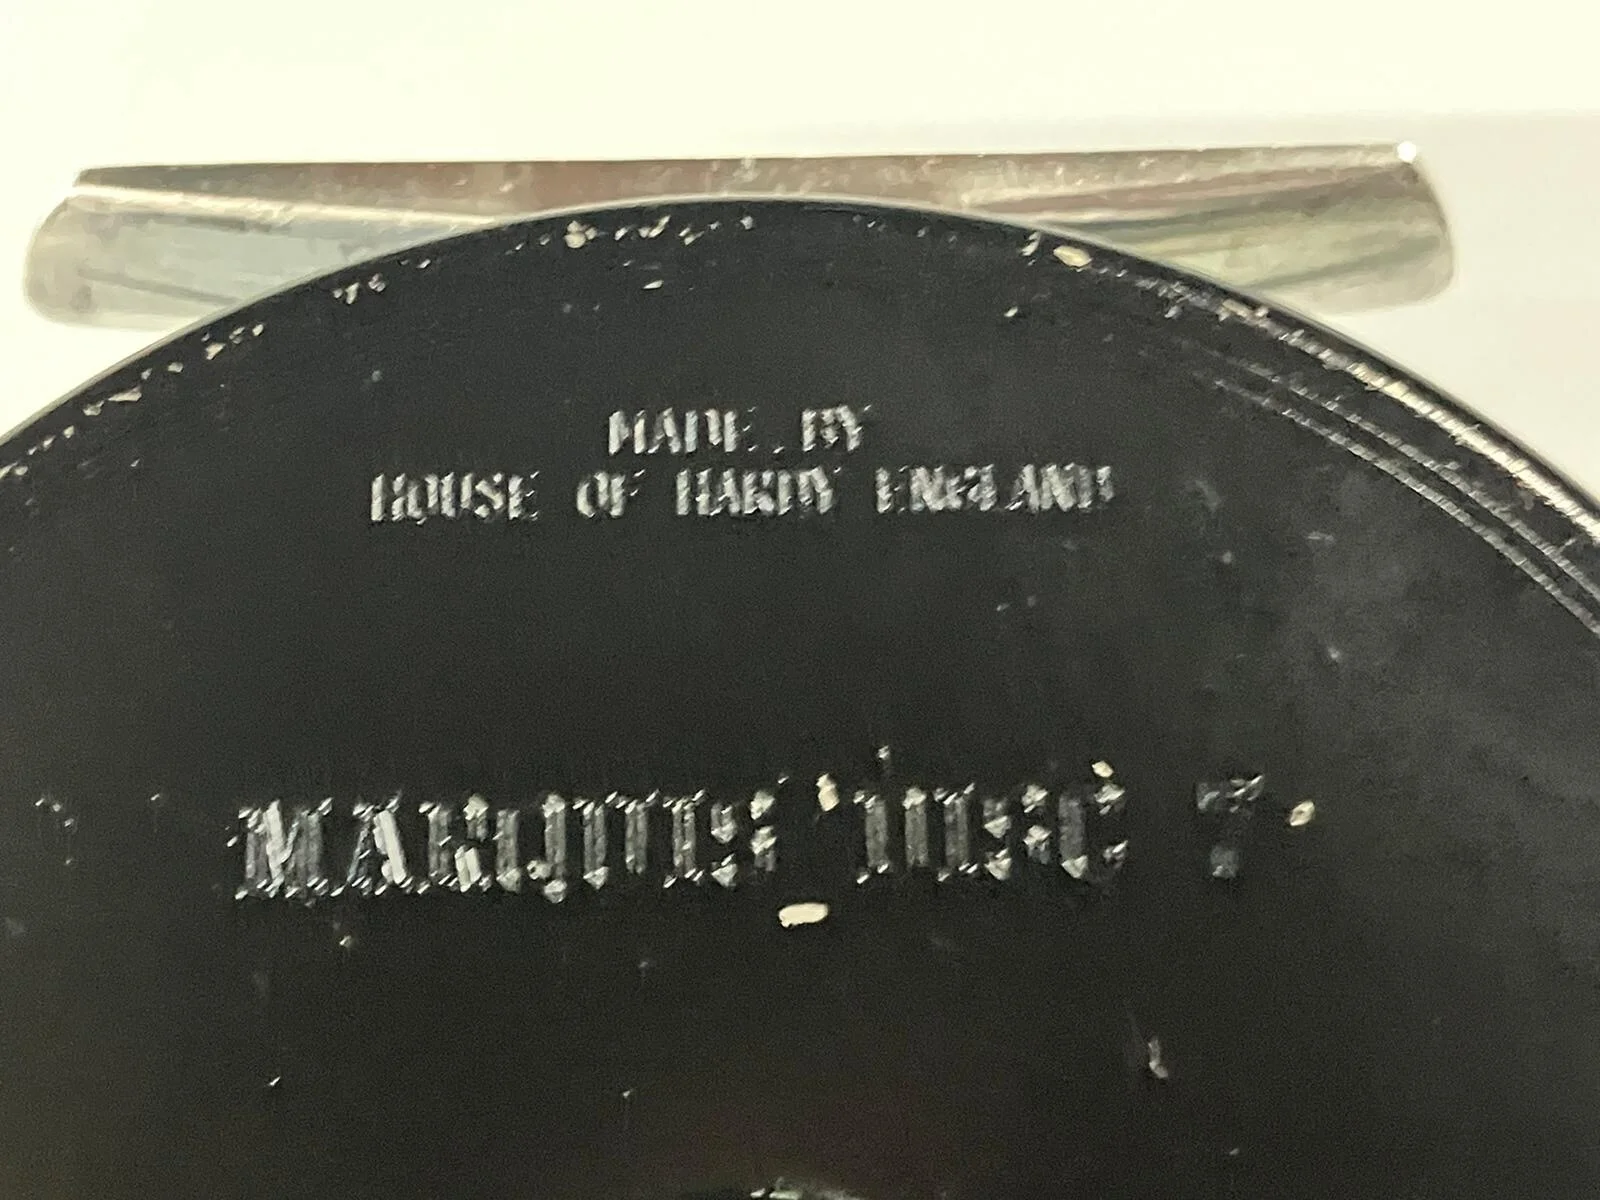 MADE BY
HOUSE OF HARDY ENGLAND
MARQUIS DISC 7